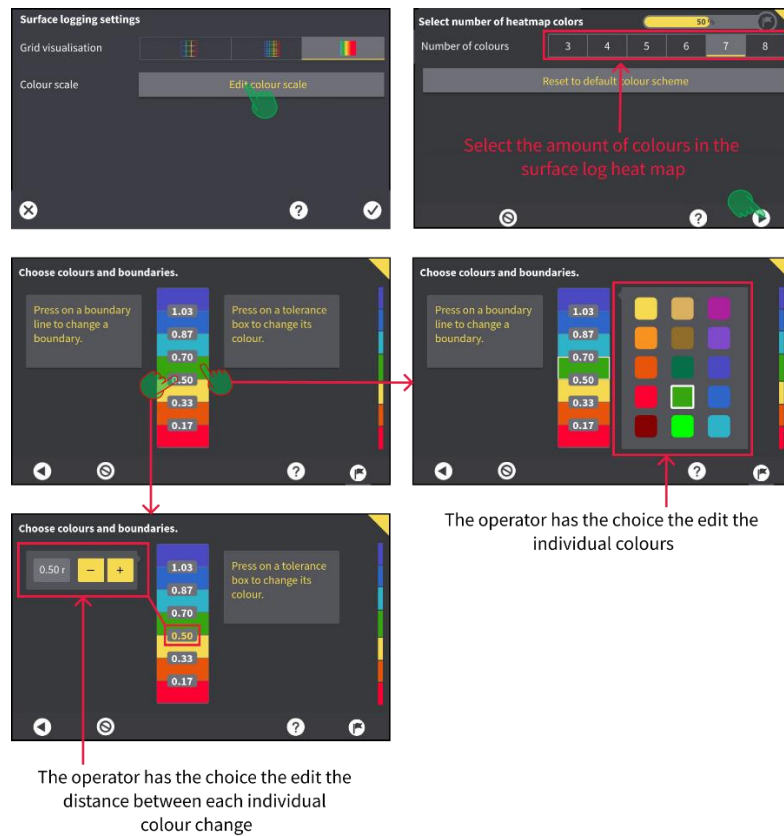 Surface logging settings
Grid visualisation
Colour scale
Edit colour scale
?
Select number of heatmap colors
50%
Number of colours
3 4 5 6 7 8
Reset to default colour scheme
Select the amount of colours in the
surface log heat map
?
Choose colours and boundaries.
Press on a boundary
line to change a
boundary.
1.03
0.87
0.70
0.50
0.33
0.17
Press on a tolerance
box to change its
colour.
?
Choose colours and boundaries.
Press on a boundary
line to change a
boundary.
1.03
0.87
0.70
0.50
0.33
0.17
?
The operator has the choice the edit the
individual colours
Choose colours and boundaries.
0.50 r − +
1.03
0.87
0.70
0.50
0.33
0.17
Press on a tolerance
box to change its
colour.
?
The operator has the choice the edit the
distance between each individual
colour change